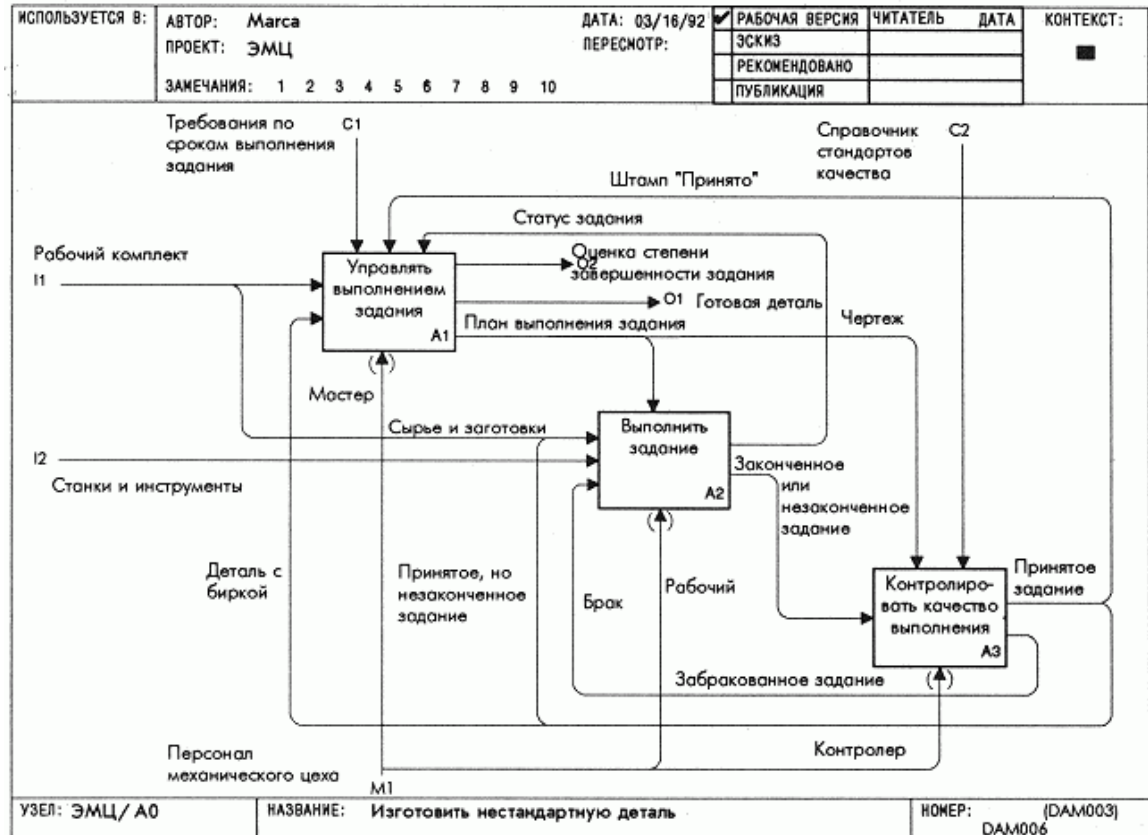 ИСПОЛЬЗУЕТСЯ В:
АВТОР: Marca
ДАТА: 03/16/92
ПРОЕКТ: ЭМЦ
ПЕРЕСМОТР:
ЗАМЕЧАНИЯ: 1 2 3 4 5 6 7 8 9 10
РАБОЧАЯ ВЕРСИЯ
ЭСКИЗ
РЕКОМЕНДОВАНО
ПУБЛИКАЦИЯ
ЧИТАТЕЛЬ ДАТА
КОНТЕКСТ:
Требования по
срокам выполнения
задания
C1
Справочник
стандартов
качества
C2
Штамп "Принято"
Статус задания
Рабочий комплект
I1
Управлять
выполнением
задания
A1
Оценка степени
завершенности задания
O2
O1 Готовая деталь
План выполнения задания
Чертеж
Мастер
Сырье и заготовки
I2
Станки и инструменты
Выполнить
задание
A2
Законченное
или
незаконченное
задание
Деталь с
биркой
Принятое, но
незаконченное
задание
Брак
Рабочий
Контролиро-
вать качество
выполнения
A3
Принятое
задание
Забракованное задание
Персонал
механического цеха
M1
Контролер
УЗЕЛ: ЭМЦ/A0
НАЗВАНИЕ: Изготовить нестандартную деталь
НОМЕР: (DAM003)
DAM006